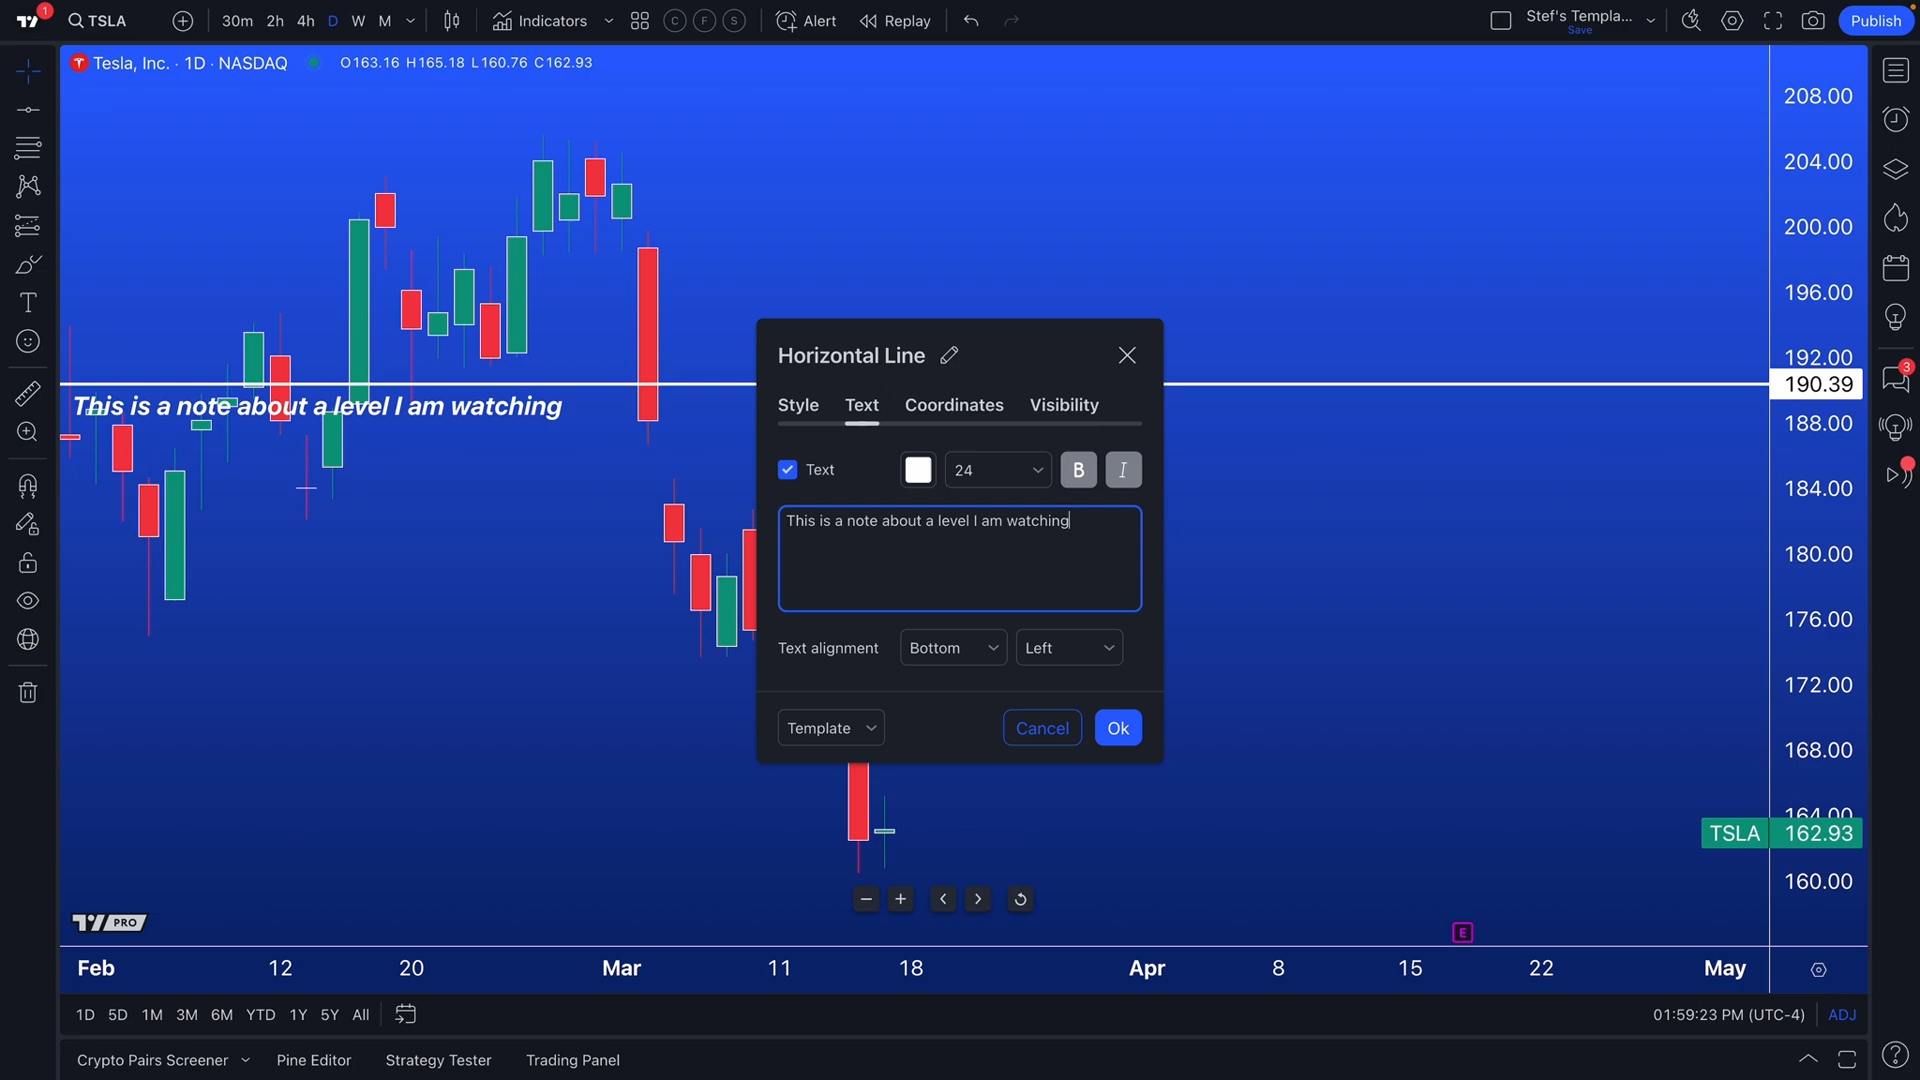 1
TSLA
30m 2h 4h D W M
Indicators
C F S
Alert
Replay
Stef's Templa...
Save
Publish
Tesla, Inc. · 1D · NASDAQ
O163.16 H165.18 L160.76 C162.93
208.00
204.00
200.00
196.00
192.00
190.39
188.00
184.00
180.00
176.00
172.00
168.00
164.00
TSLA 162.93
160.00
This is a note about a level I am watching
Horizontal Line
Style Text Coordinates Visibility
Text
24
B I
This is a note about a level I am watching
Text alignment Bottom Left
Template Cancel Ok
3
PRO
E
Feb 12 20 Mar 11 18 Apr 8 15 22 May
1D 5D 1M 3M 6M YTD 1Y 5Y All
01:59:23 PM (UTC-4) ADJ
Crypto Pairs Screener Pine Editor Strategy Tester Trading Panel